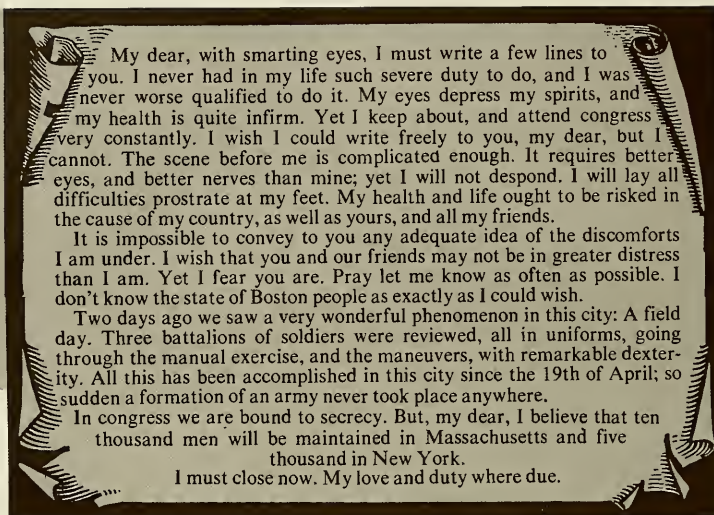 My dear, with smarting eyes, I must write a few lines to
you. I never had in my life such severe duty to do, and I was
never worse qualified to do it. My eyes depress my spirits, and
my health is quite infirm. Yet I keep about, and attend congress
very constantly. I wish I could write freely to you, my dear, but I
cannot. The scene before me is complicated enough. It requires better
eyes, and better nerves than mine; yet I will not despond. I will lay all
difficulties prostrate at my feet. My health and life ought to be risked in
the cause of my country, as well as yours, and all my friends.
It is impossible to convey to you any adequate idea of the discomforts
I am under. I wish that you and our friends may not be in greater distress
than I am. Yet I fear you are. Pray let me know as often as possible. I
don't know the state of Boston people as exactly as I could wish.
Two days ago we saw a very wonderful phenomenon in this city: A field
day. Three battalions of soldiers were reviewed, all in uniforms, going
through the manual exercise, and the maneuvers, with remarkable dexter-
ity. All this has been accomplished in this city since the 19th of April; so
sudden a formation of an army never took place anywhere.
In congress we are bound to secrecy. But, my dear, I believe that ten
thousand men will be maintained in Massachusetts and five
thousand in New York.
I must close now. My love and duty where due.